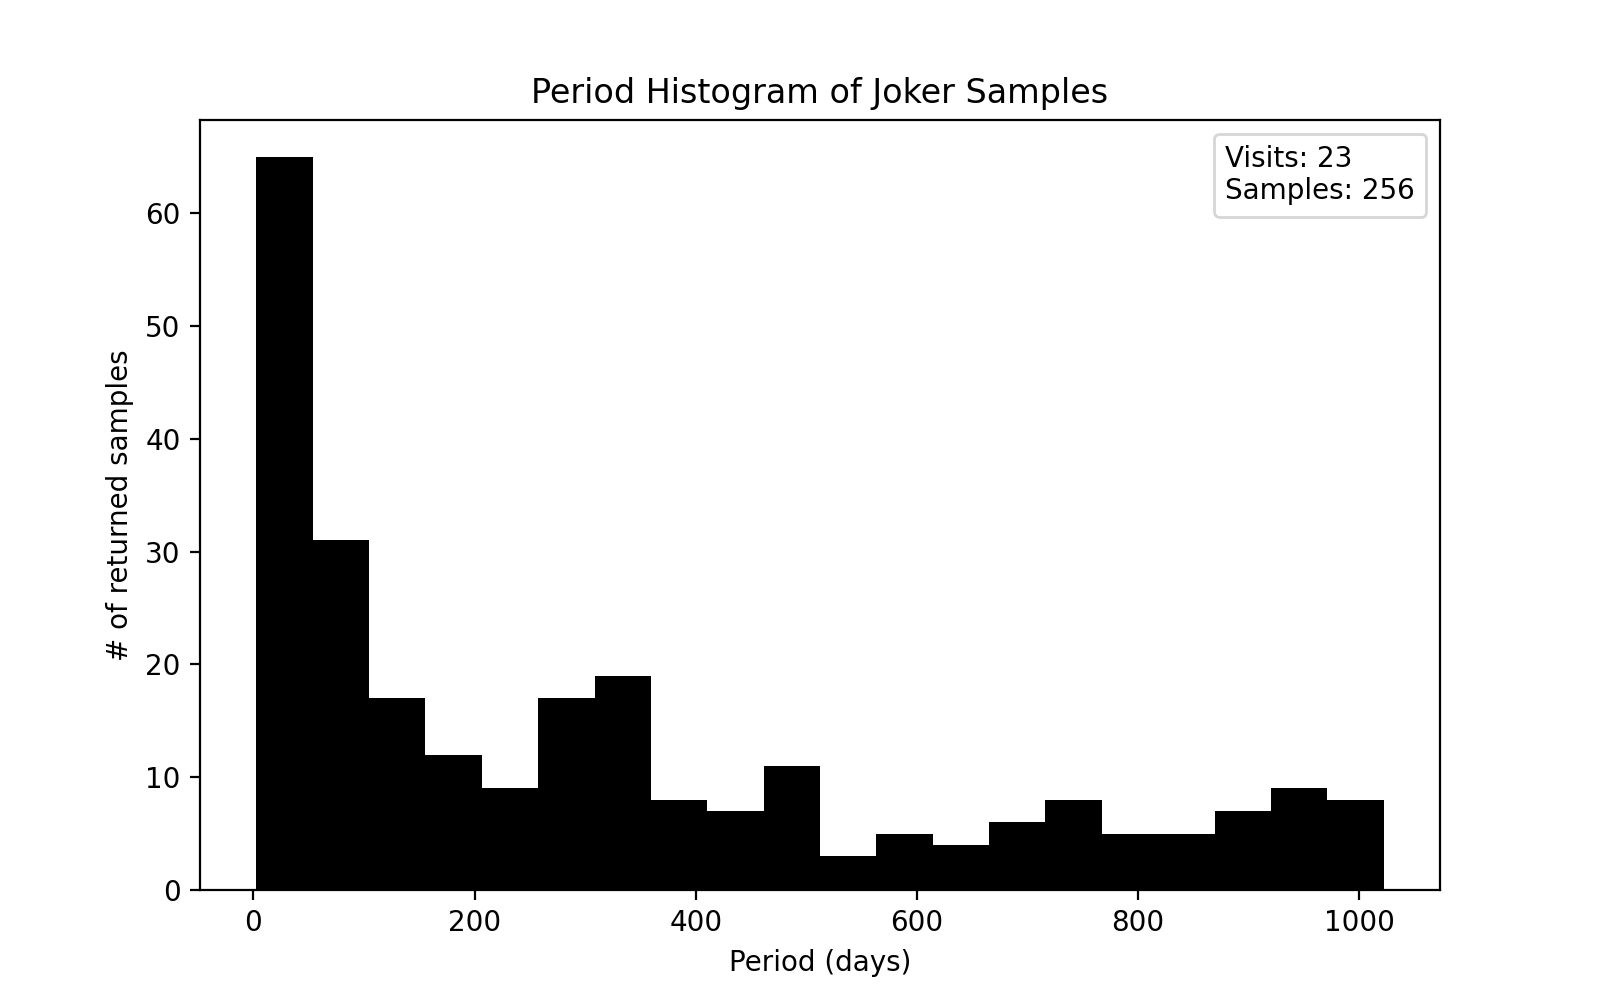 Period Histogram of Joker Samples
Visits: 23
Samples: 256
# of returned samples
60
50
40
30
20
10
0
0 200 400 600 800 1000
Period (days)